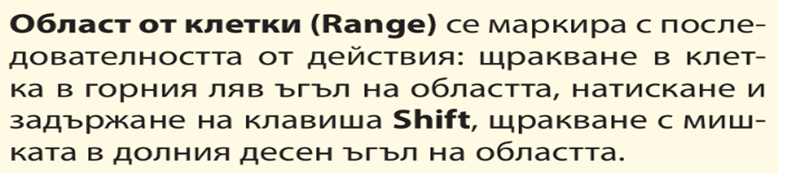 Област от клетки (Range) се маркира с после-
дователността от действия: щракване в клет-
ка в горния ляв ъгъл на областта, натискане и
задържане на клавиша Shift, щракване с миш-
ката в долния десен ъгъл на областта.